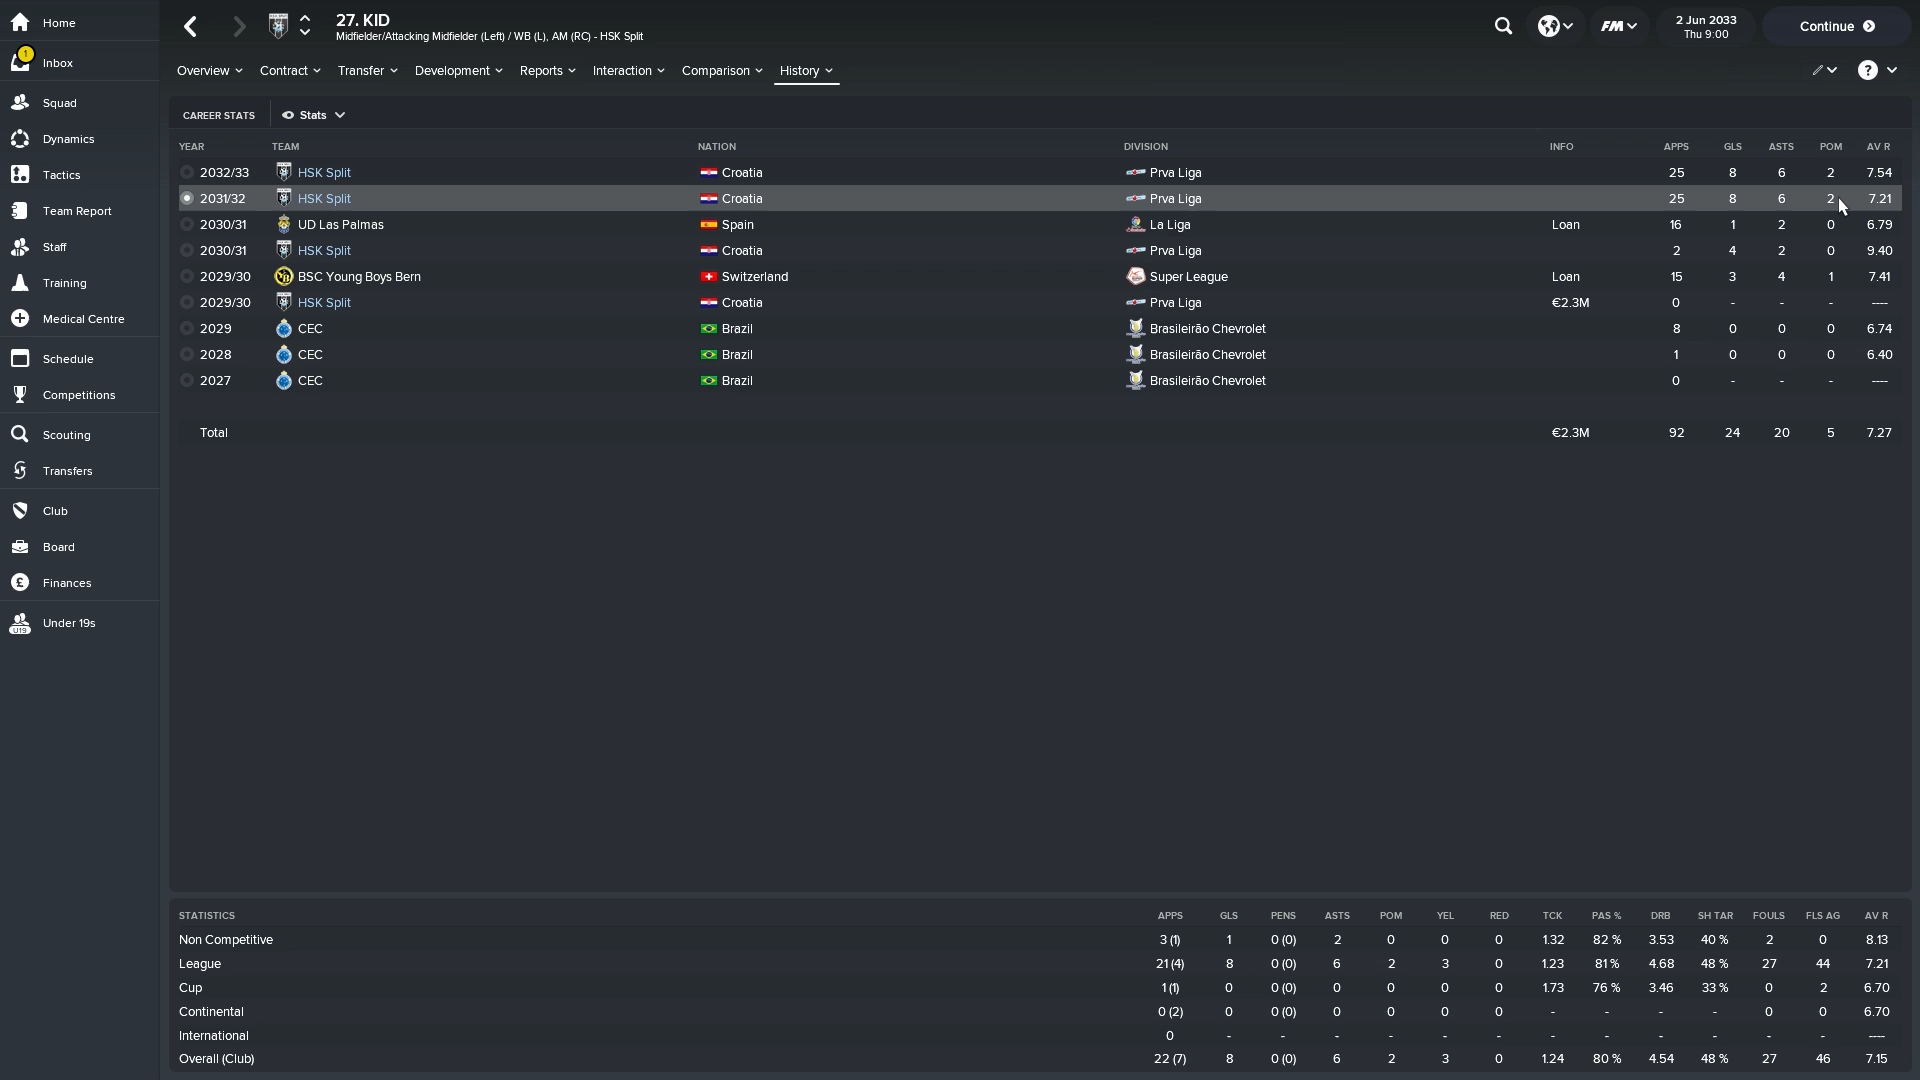 Home
1
Inbox
Squad
Dynamics
Tactics
Team Report
Staff
Training
Medical Centre
Schedule
Competitions
Scouting
Transfers
Club
Board
Finances
U19
Under 19s
27. KID
Midfielder/Attacking Midfielder (Left) / WB (L), AM (RC) - HSK Split
FM
2 Jun 2033
Thu 9:00
Continue
Overview Contract Transfer Development Reports Interaction Comparison History
?
CAREER STATS Stats
YEAR TEAM NATION DIVISION INFO APPS GLS ASTS POM AV R
2032/33 HSK Split Croatia Prva Liga 25 8 6 2 7.54
2031/32 HSK Split Croatia Prva Liga 25 8 6 2 7.21
2030/31 UD Las Palmas Spain La Liga Loan 16 1 2 0 6.79
2030/31 HSK Split Croatia Prva Liga 2 4 2 0 9.40
2029/30 BSC Young Boys Bern Switzerland Super League Loan 15 3 4 1 7.41
2029/30 HSK Split Croatia Prva Liga €2.3M 0 - - - ----
2029 CEC Brazil Brasileirão Chevrolet 8 0 0 0 6.74
2028 CEC Brazil Brasileirão Chevrolet 1 0 0 0 6.40
2027 CEC Brazil Brasileirão Chevrolet 0 - - - ----
Total €2.3M 92 24 20 5 7.27
STATISTICS APPS GLS PENS ASTS POM YEL RED TCK PAS % DRB SH TAR FOULS FLS AG AV R
Non Competitive 3 (1) 1 0 (0) 2 0 0 0 1.32 82 % 3.53 40 % 2 0 8.13
League 21 (4) 8 0 (0) 6 2 3 0 1.23 81 % 4.68 48 % 27 44 7.21
Cup 1 (1) 0 0 (0) 0 0 0 0 1.73 76 % 3.46 33 % 0 2 6.70
Continental 0 (2) 0 0 (0) 0 0 0 0 - - - - 0 0 6.70
International 0 - - - - - - - - - - - - ----
Overall (Club) 22 (7) 8 0 (0) 6 2 3 0 1.24 80 % 4.54 48 % 27 46 7.15